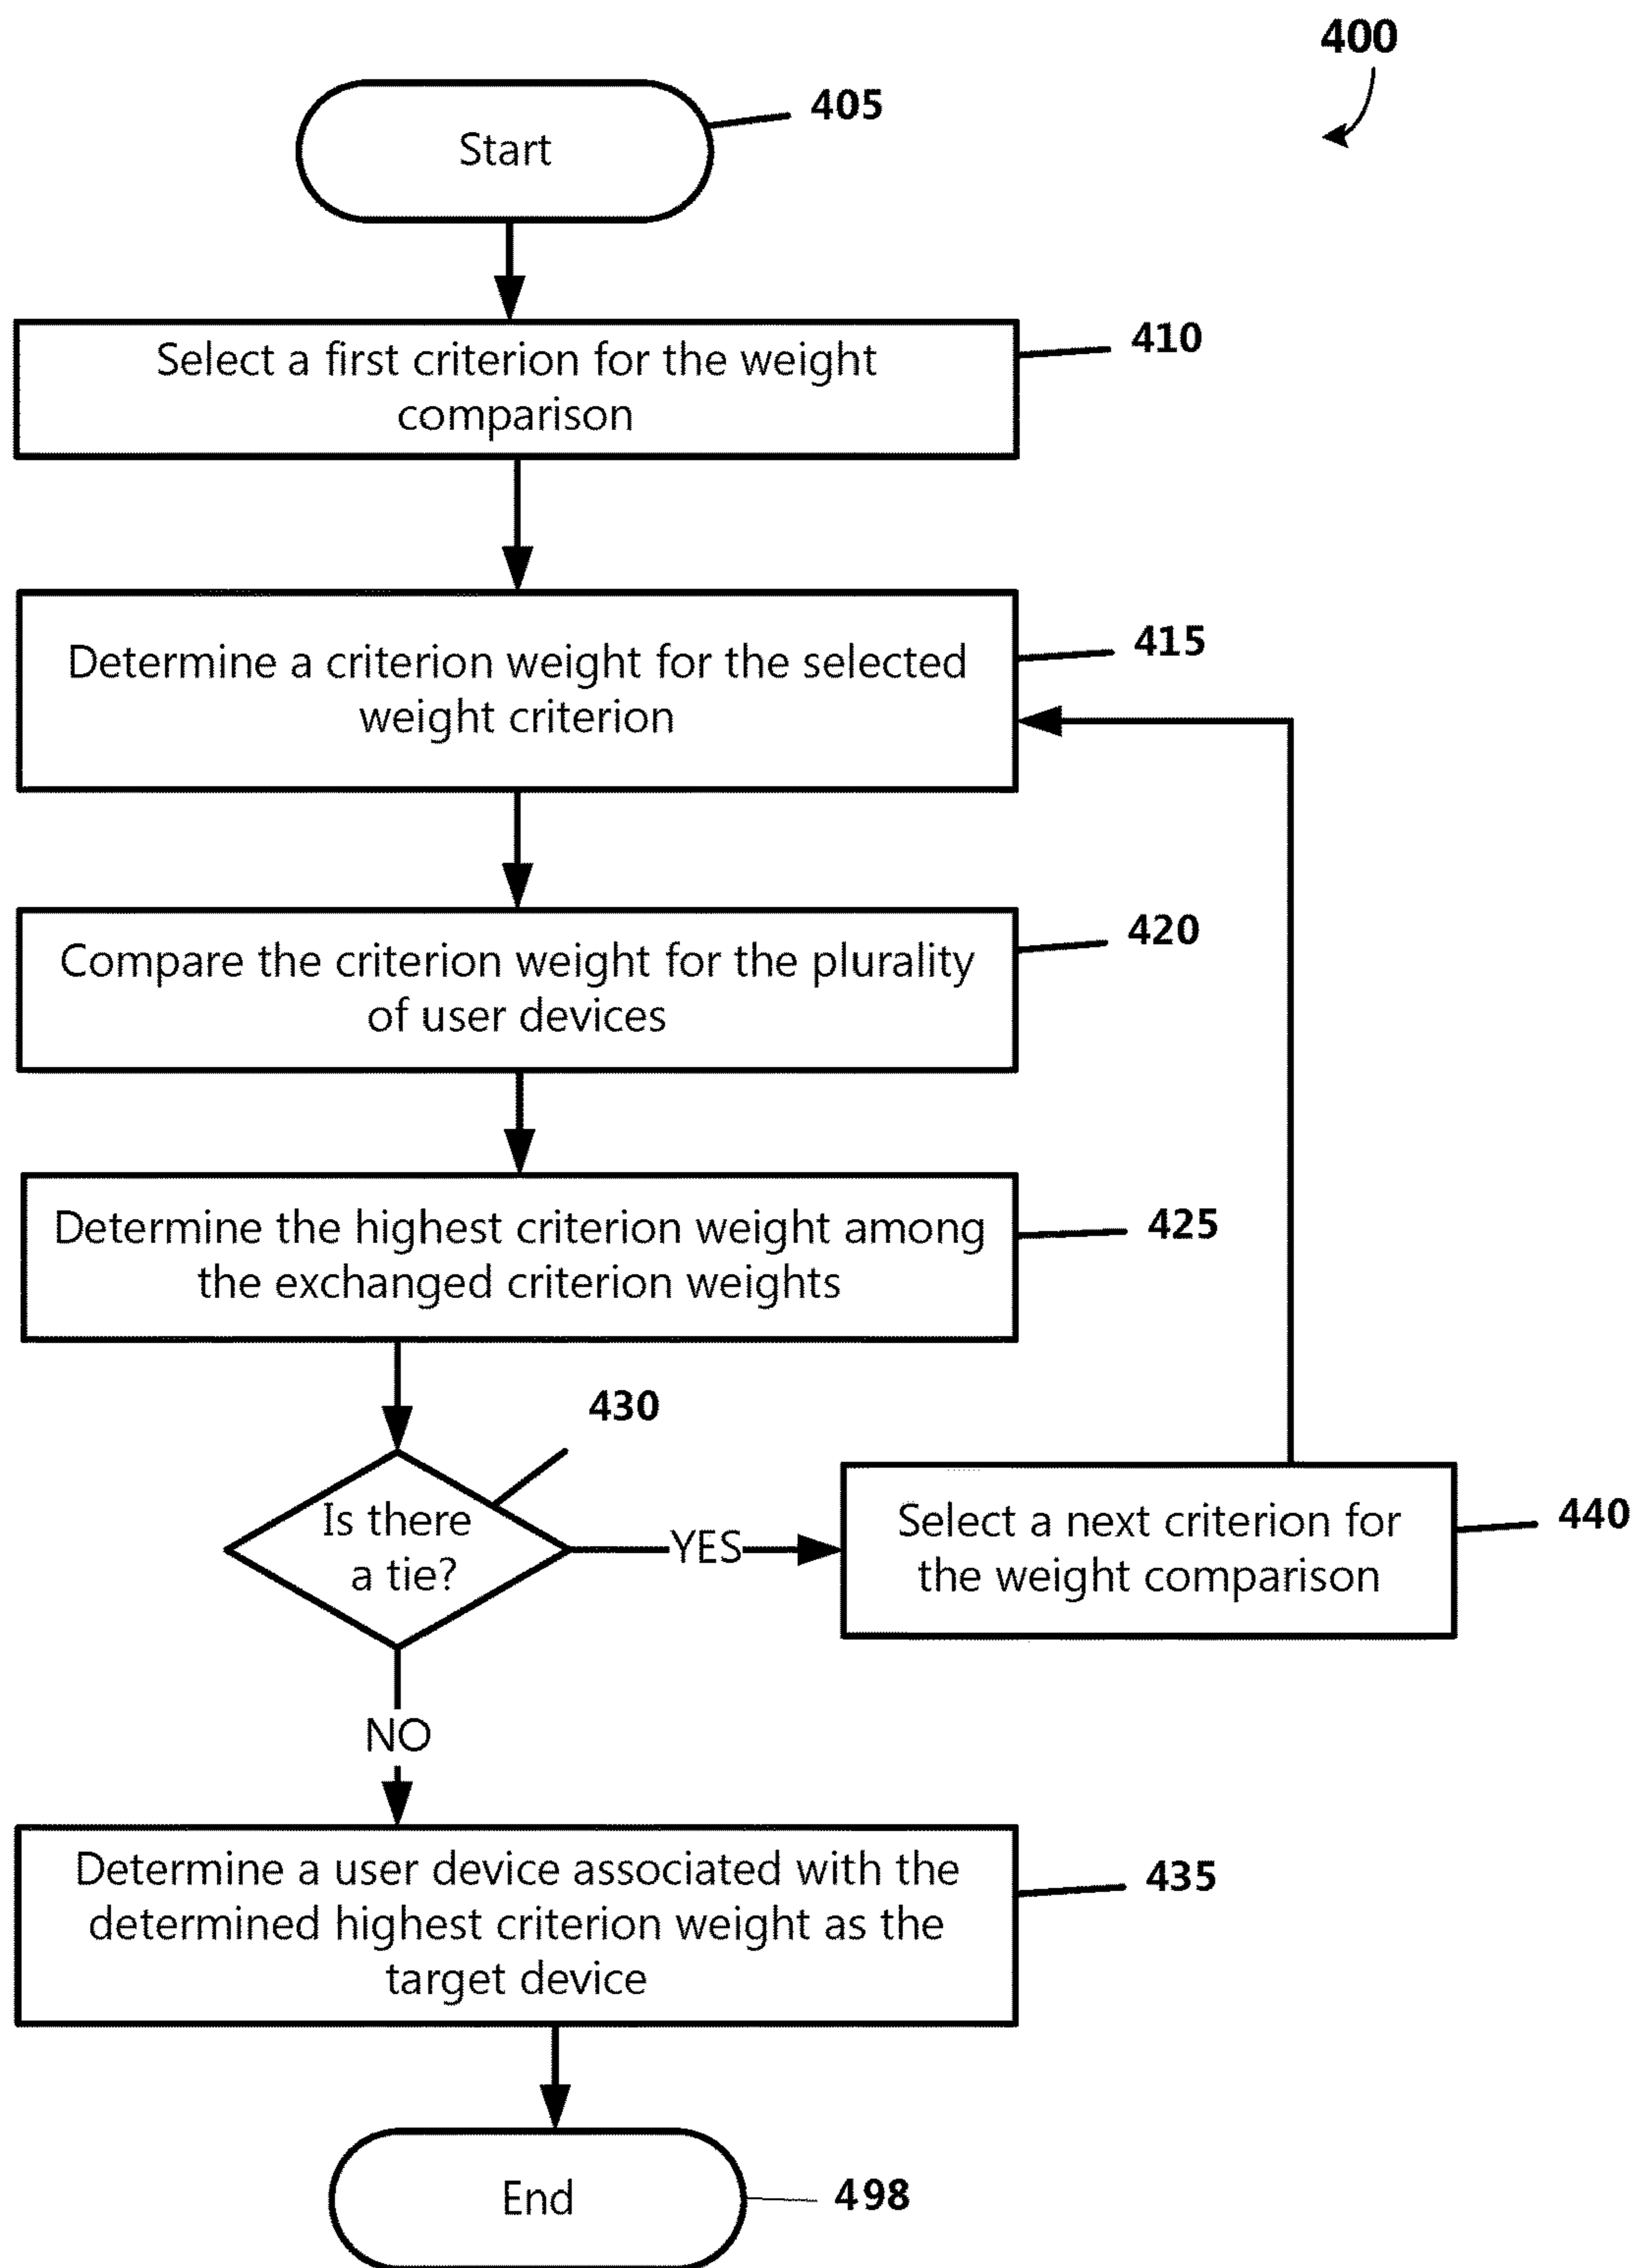 400
Start
405
Select a first criterion for the weight
comparison
410
Determine a criterion weight for the selected
weight criterion
415
Compare the criterion weight for the plurality
of user devices
420
Determine the highest criterion weight among
the exchanged criterion weights
425
430
Is there
a tie?
YES
Select a next criterion for
the weight comparison
440
NO
Determine a user device associated with the
determined highest criterion weight as the
target device
435
End
498